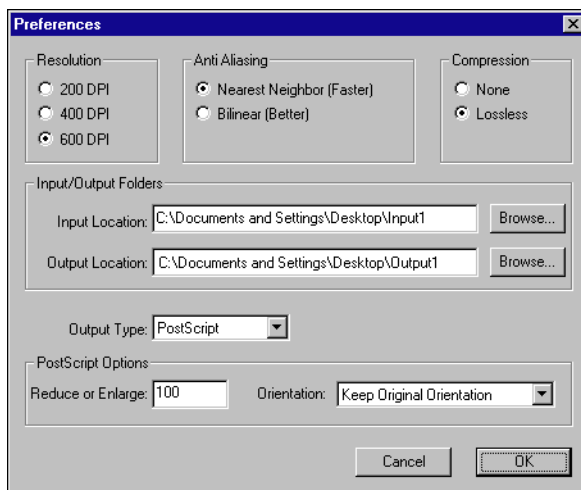 Preferences
Resolution
200 DPI
400 DPI
600 DPI
Anti Aliasing
Nearest Neighbor (Faster)
Bilinear (Better)
Compression
None
Lossless
Input/Output Folders
Input Location: C:\Documents and Settings\Desktop\Input1 Browse...
Output Location: C:\Documents and Settings\Desktop\Output1 Browse...
Output Type: PostScript
PostScript Options
Reduce or Enlarge: 100 Orientation: Keep Original Orientation
Cancel OK